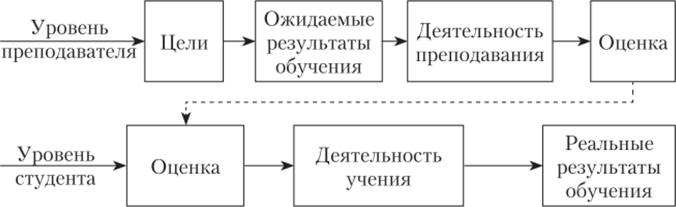 Уровень
преподавателя
Цели
Ожидаемые
результаты
обучения
Деятельность
преподавания
Оценка
Уровень
студента
Оценка
Деятельность
учения
Реальные
результаты
обучения